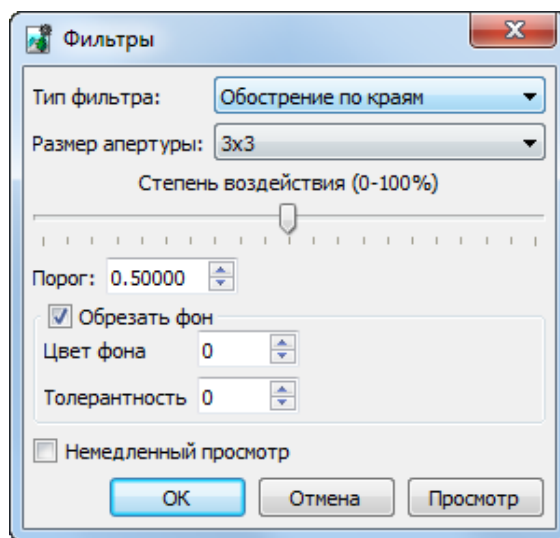 Фильтры
Тип фильтра: Обострение по краям
Размер апертуры: 3x3
Степень воздействия (0-100%)
Порог: 0.50000
Обрезать фон
Цвет фона 0
Толерантность 0
Немедленный просмотр
OK Отмена Просмотр